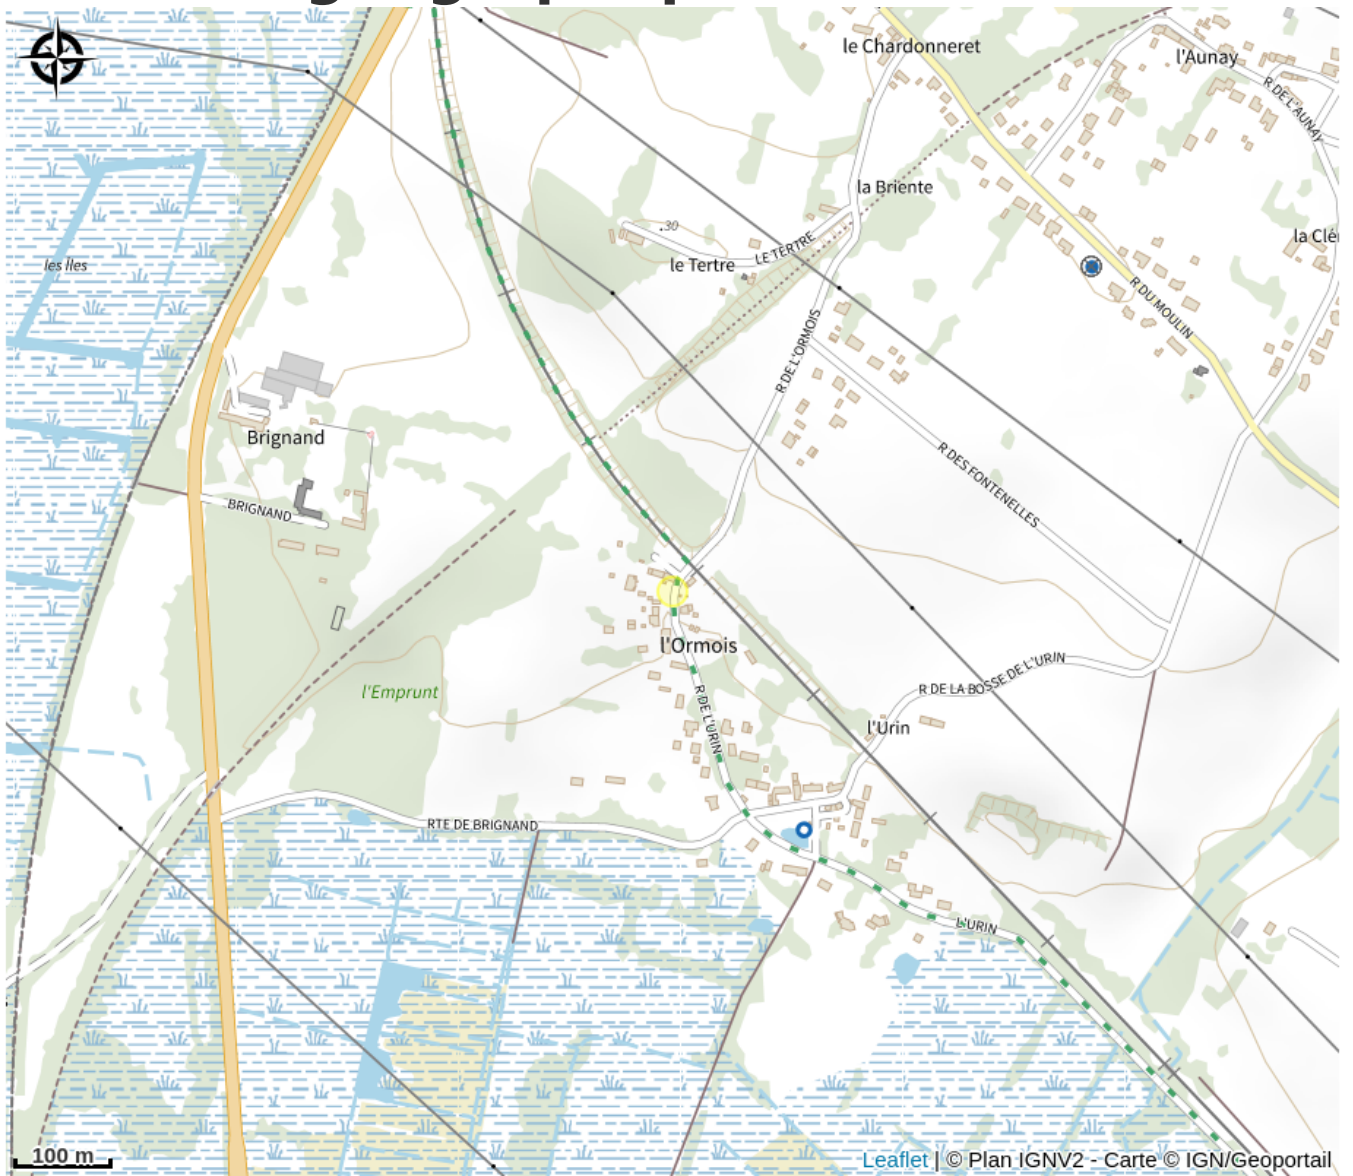 le Chardonneret
l'Aunay
R DE L'AUNAY
la Briente
.30
le Tertre
LE TERTRE
les Iles
la Clé
R DU MOULIN
R DE L'ORMOIS
Brignand
BRIGNAND
R DES FONTENELLES
l'Ormois
R DE LA BOSSE DE L'URIN
l'Emprunt
R DE L'URIN
l'Urin
RTE DE BRIGNAND
L'URIN
100 m
Leaflet | © Plan IGNV2 - Carte © IGN/Geoportail